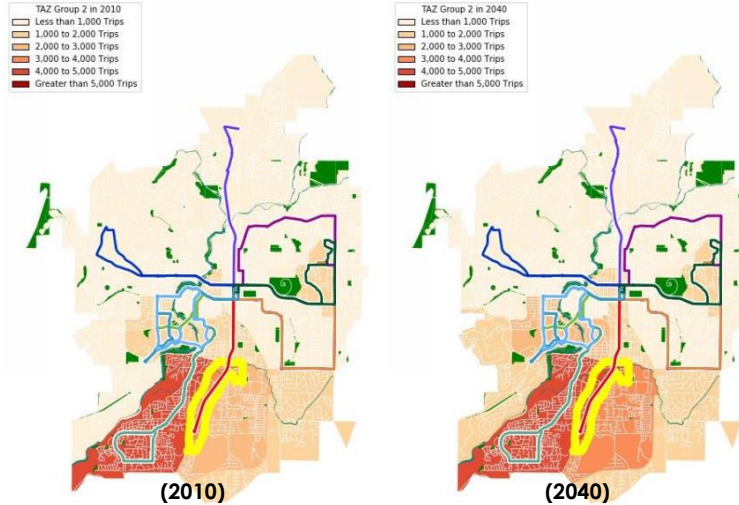 TAZ Group 2 in 2010
Less than 1,000 Trips
1,000 to 2,000 Trips
2,000 to 3,000 Trips
3,000 to 4,000 Trips
4,000 to 5,000 Trips
Greater than 5,000 Trips
TAZ Group 2 in 2040
Less than 1,000 Trips
1,000 to 2,000 Trips
2,000 to 3,000 Trips
3,000 to 4,000 Trips
4,000 to 5,000 Trips
Greater than 5,000 Trips
(2010)
(2040)